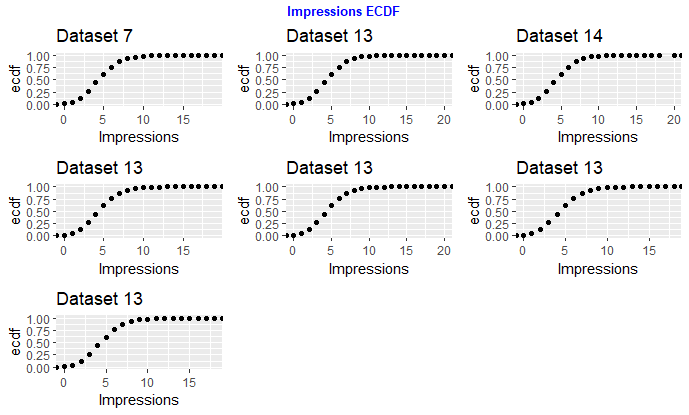 Impressions ECDF
Dataset 7 Dataset 13 Dataset 14
ecdf 1.00 0.75 0.50 0.25 0.00 ecdf 1.00 0.75 0.50 0.25 0.00 ecdf 1.00 0.75 0.50 0.25 0.00
0 5 10 15 0 5 10 15 20 0 5 10 15 20
Impressions Impressions Impressions
Dataset 13 Dataset 13 Dataset 13
ecdf 1.00 0.75 0.50 0.25 0.00 ecdf 1.00 0.75 0.50 0.25 0.00 ecdf 1.00 0.75 0.50 0.25 0.00
0 5 10 15 0 5 10 15 20 0 5 10 15
Impressions Impressions Impressions
Dataset 13
ecdf 1.00 0.75 0.50 0.25 0.00
0 5 10 15
Impressions